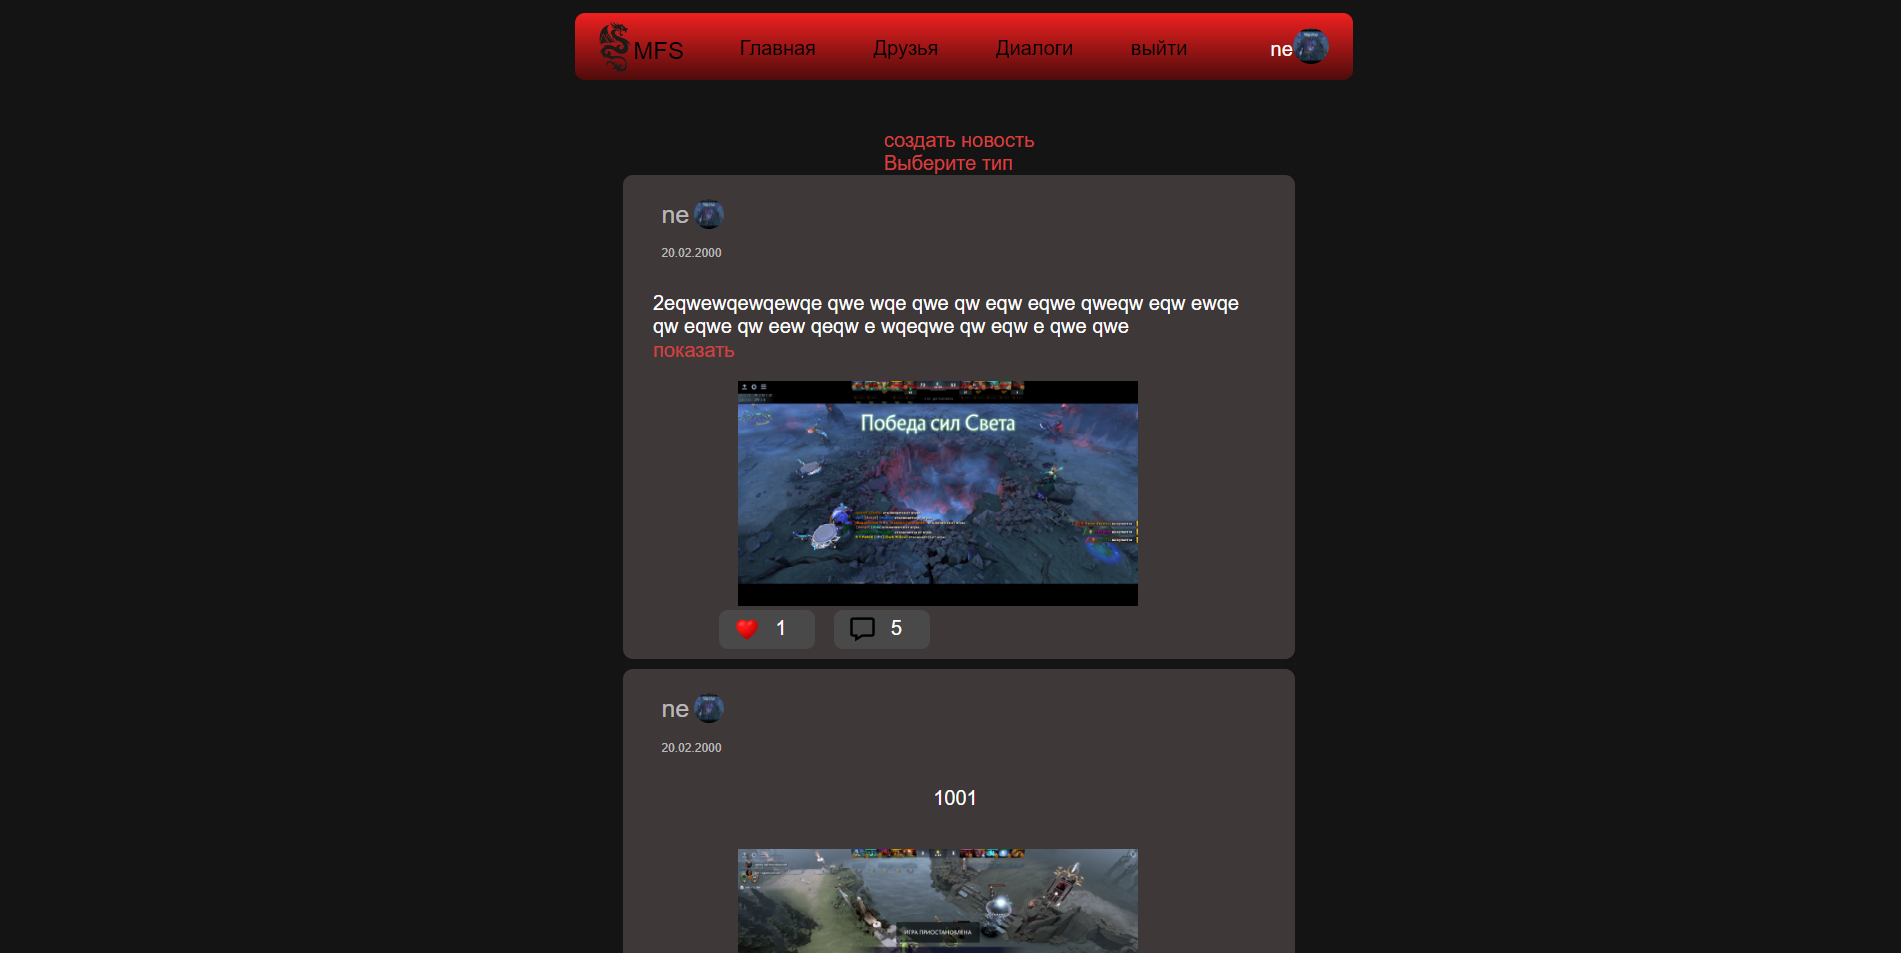 MFS
Главная
Друзья
Диалоги
выйти
ne
создать новость
Выберите тип
ne
20.02.2000
2eqwewqewqewqe qwe wqe qwe qw eqw eqwe qweqw eqw ewqe
qw eqwe qw eew qeqw e wqeqwe qw eqw e qwe qwe
показать
Победа сил Света
1
5
ne
20.02.2000
1001
ИГРА ПРИОСТАНОВЛЕНА